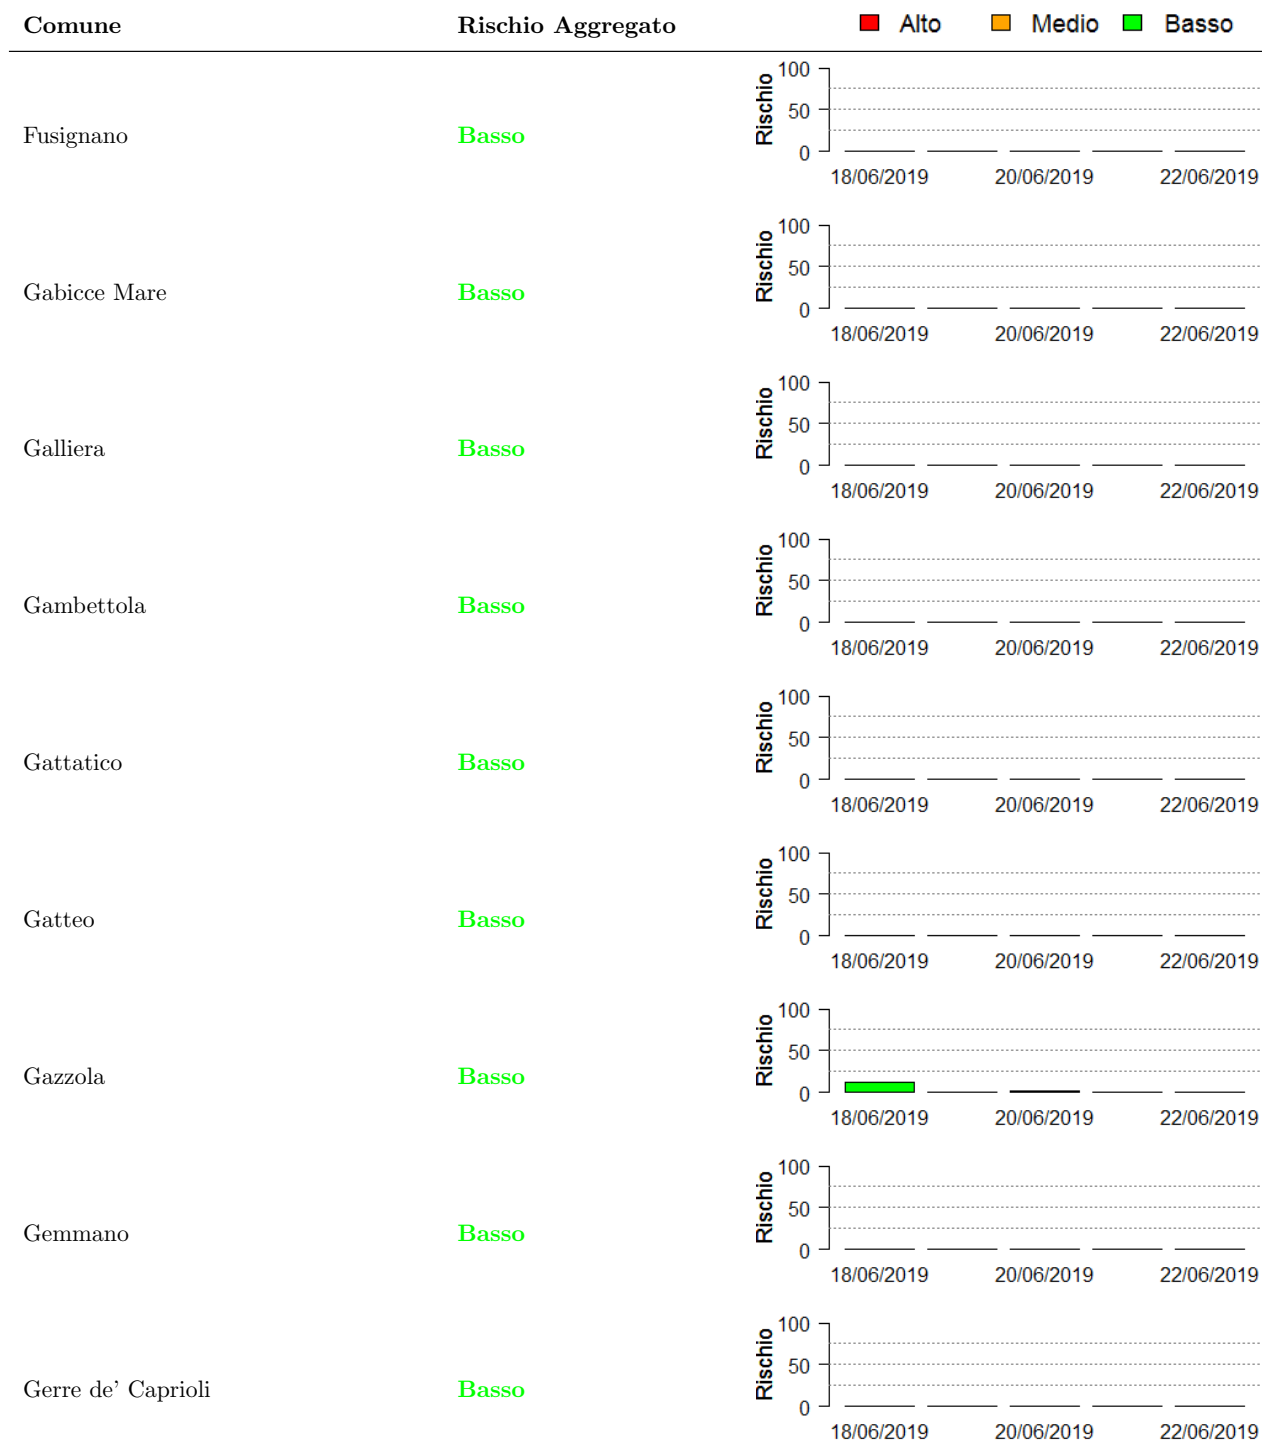 Comune Rischio Aggregato Alto Medio Basso
Fusignano Basso
Rischio
100
50
0
18/06/2019 20/06/2019 22/06/2019
Gabicce Mare Basso
Rischio
100
50
0
18/06/2019 20/06/2019 22/06/2019
Galliera Basso
Rischio
100
50
0
18/06/2019 20/06/2019 22/06/2019
Gambettola Basso
Rischio
100
50
0
18/06/2019 20/06/2019 22/06/2019
Gattatico Basso
Rischio
100
50
0
18/06/2019 20/06/2019 22/06/2019
Gatteo Basso
Rischio
100
50
0
18/06/2019 20/06/2019 22/06/2019
Gazzola Basso
Rischio
100
50
0
18/06/2019 20/06/2019 22/06/2019
Gemmano Basso
Rischio
100
50
0
18/06/2019 20/06/2019 22/06/2019
Gerre de' Caprioli Basso
Rischio
100
50
0
18/06/2019 20/06/2019 22/06/2019